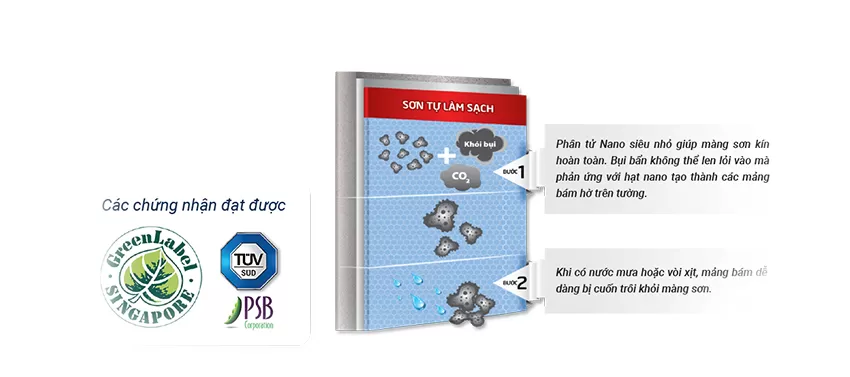 SƠN TỰ LÀM SẠCH
Khói bụi
+
CO2
BƯỚC 1
Phân tử Nano siêu nhỏ giúp màng sơn kín
hoàn toàn. Bụi bẩn không thể len lỏi vào mà
phản ứng với hạt nano tạo thành các mảng
bám hờ trên tường.
BƯỚC 2
Khi có nước mưa hoặc vòi xịt, mảng bám dễ
dàng bị cuốn trôi khỏi màng sơn.
Các chứng nhận đạt được
GreenLabel
SINGAPORE
TÜV
SÜD
PSB
Corporation